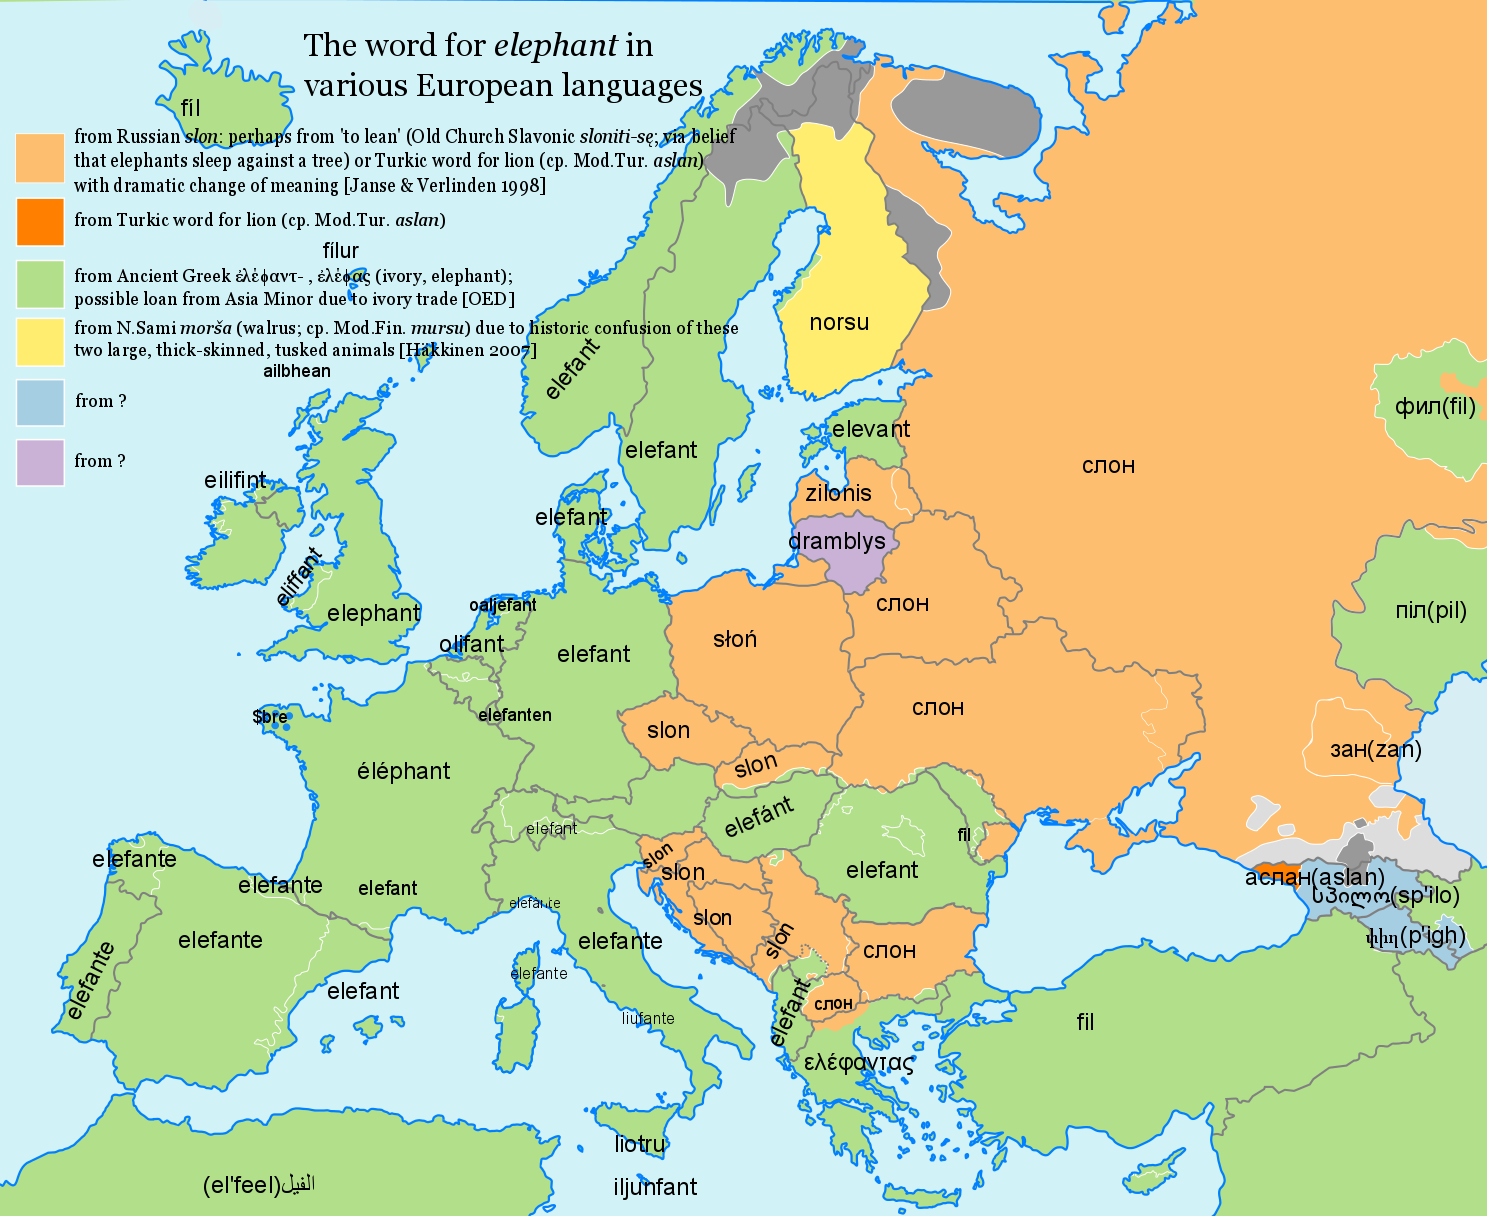 The word for elephant in
various European languages
fíl
from Russian slon: perhaps from 'to lean' (Old Church Slavonic sloniti-sę; via belief
that elephants sleep against a tree) or Turkic word for lion (cp. Mod.Tur. aslan)
with dramatic change of meaning [Janse & Verlinden 1998]
from Turkic word for lion (cp. Mod.Tur. aslan)
fílur
from Ancient Greek ἐλέφαντ- , ἐλέφας (ivory, elephant);
possible loan from Asia Minor due to ivory trade [OED]
from N.Sami morša (walrus; cp. Mod.Fin. mursu) due to historic confusion of these
two large, thick-skinned, tusked animals [Häkkinen 2007]
ailbhean
from ?
from ?
norsu
elefant
elefant
elevant
фил(fil)
слон
eilifint
zilonis
elefant
dramblys
eliffant
elephant
oaljefant
olifant
elefant
słoń
слон
піл(pil)
$bre
elefanten
слон
slon
slon
зан(zan)
éléphant
elefánt
elefant
fil
elefante
elefante
elefant
slon
slon
elefant
аслан(aslan)
სპილო(sp'ilo)
elefante
slon
elefante
elefante
elefante
slon
слон
փիղ(p'igh)
elefante
elefant
elefante
слон
elefant
liufante
fil
ελέφαντας
liotru
iljunfant
(el'feel)الفيل